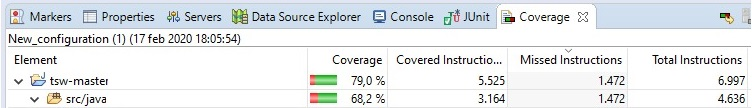 Markers Properties Servers Data Source Explorer Console JUnit Coverage
New_configuration (1) (17 feb 2020 18:05:54)
Element Coverage Covered Instructio... Missed Instructions Total Instructions
tsw-master 79,0 % 5.525 1.472 6.997
src/java 68,2 % 3.164 1.472 4.636